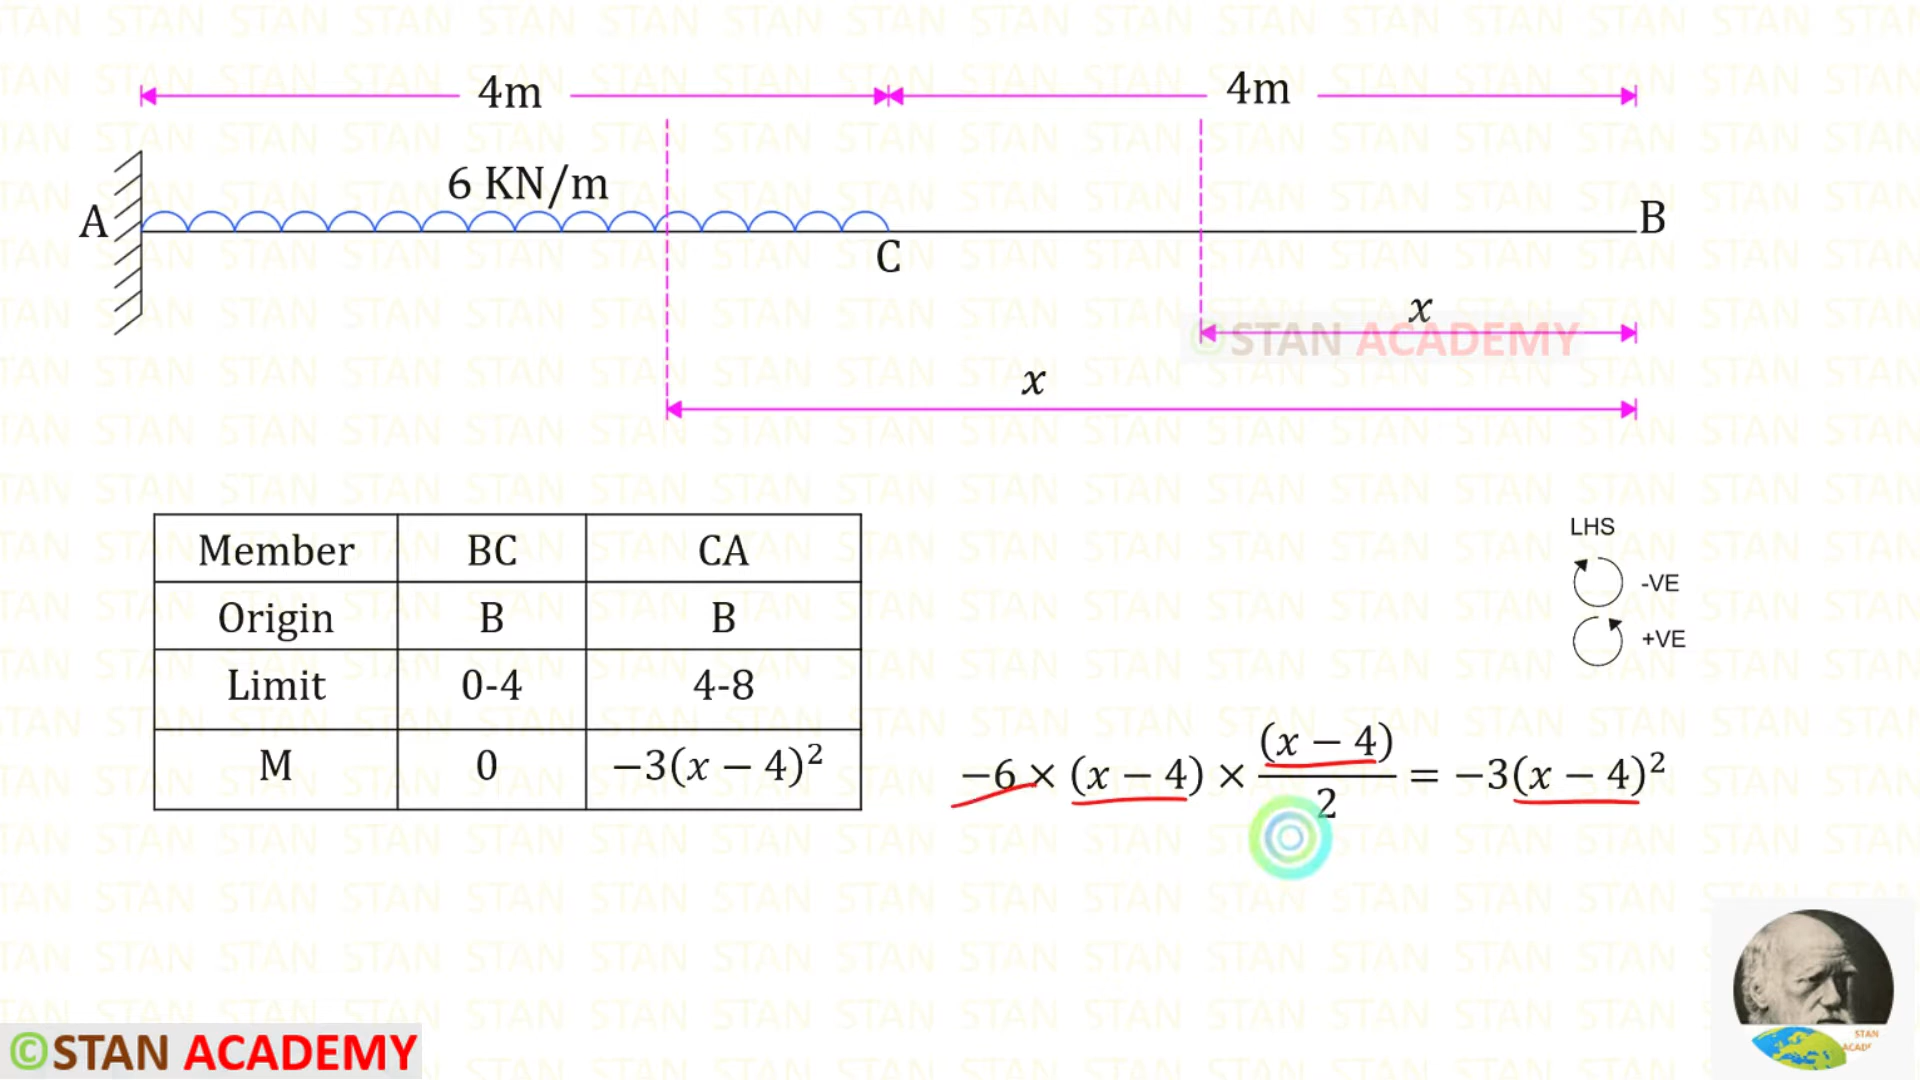 4m 4m
6 KN/m
A B
C
x
©STAN ACADEMY
x
Member BC CA
Origin B B
Limit 0-4 4-8
M 0 −3(x − 4)²
LHS
-VE
+VE
−6 × (x − 4) × (x − 4)/2 = −3(x − 4)²
©STAN ACADEMY
STAN